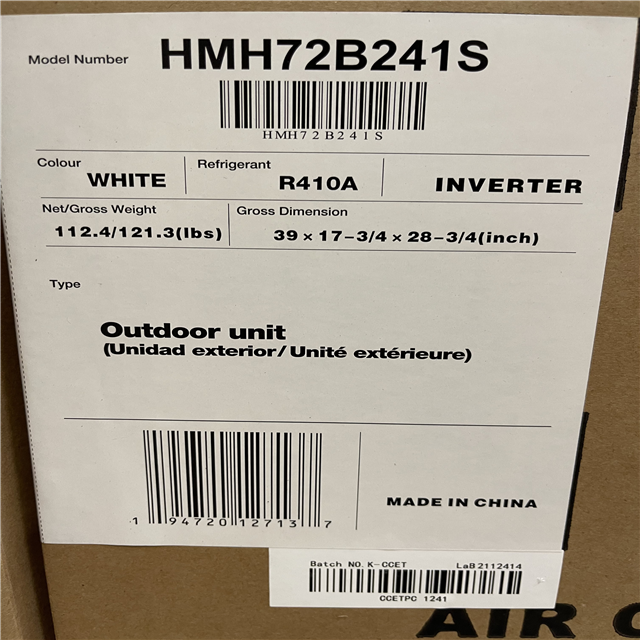 Model Number HMH72B241S
HMH72B241S
Colour WHITE Refrigerant R410A INVERTER
Net/Gross Weight 112.4/121.3(lbs) Gross Dimension 39 × 17-3/4 × 28-3/4(inch)
Type
Outdoor unit
(Unidad exterior/Unité extérieure)
1 94720 12713 7
MADE IN CHINA
Batch NO. K-CCET LaB2112414
CCETPC 1241
AIR